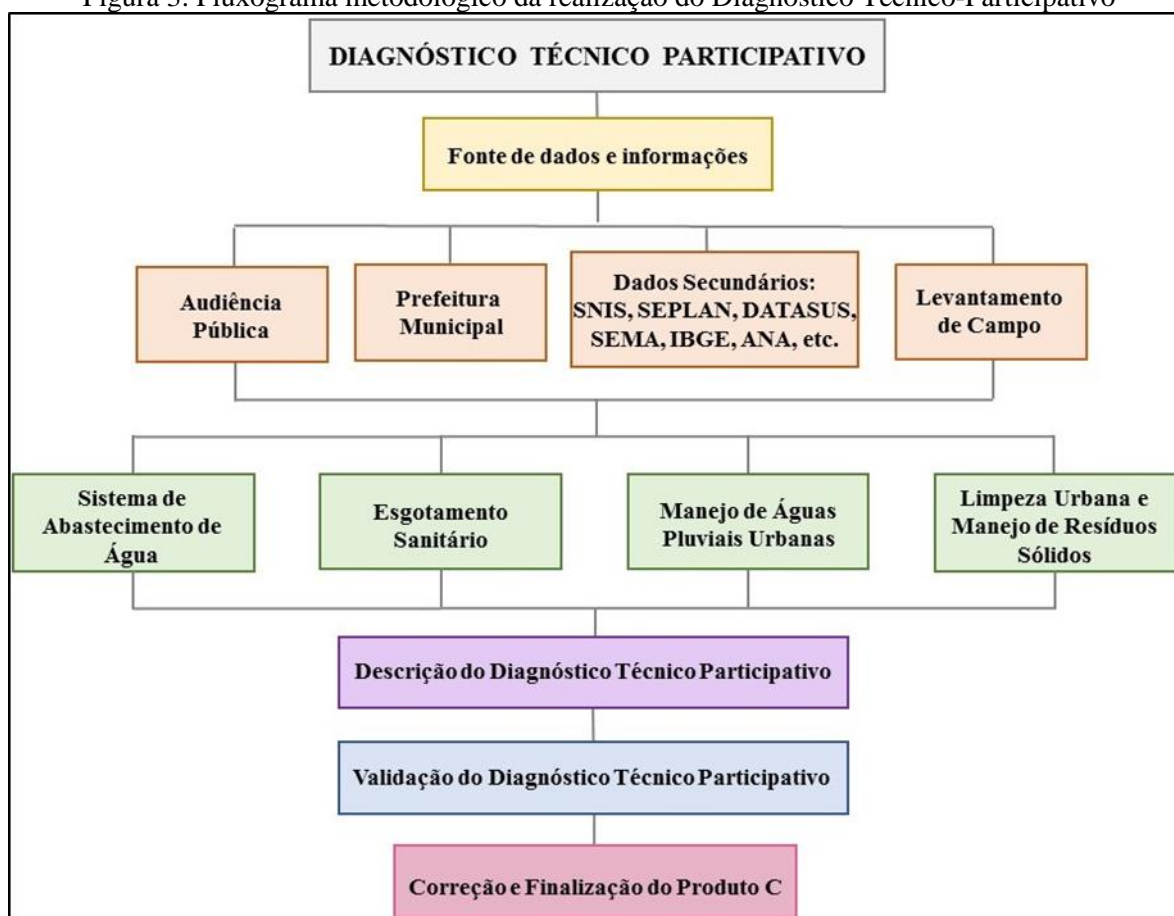 Figura 3. Fluxograma metodológico da realização do Diagnóstico Técnico-Participativo
DIAGNÓSTICO TÉCNICO PARTICIPATIVO
Fonte de dados e informações
Audiência
Pública
Prefeitura
Municipal
Dados Secundários:
SNIS, SEPLAN, DATASUS,
SEMA, IBGE, ANA, etc.
Levantamento
de Campo
Sistema de
Abastecimento de
Água
Esgotamento
Sanitário
Manejo de Águas
Pluviais Urbanas
Limpeza Urbana e
Manejo de Resíduos
Sólidos
Descrição do Diagnóstico Técnico Participativo
Validação do Diagnóstico Técnico Participativo
Correção e Finalização do Produto C